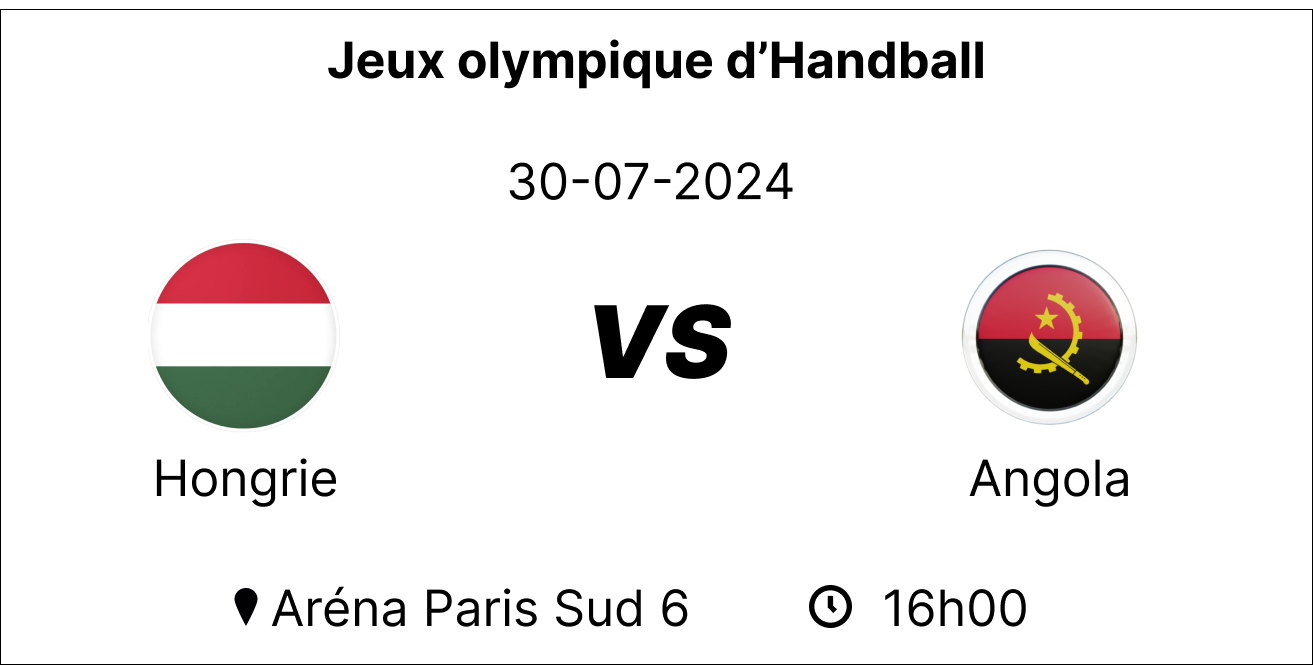 Jeux olympique d’Handball
30-07-2024
VS
Hongrie
Angola
Aréna Paris Sud 6
16h00